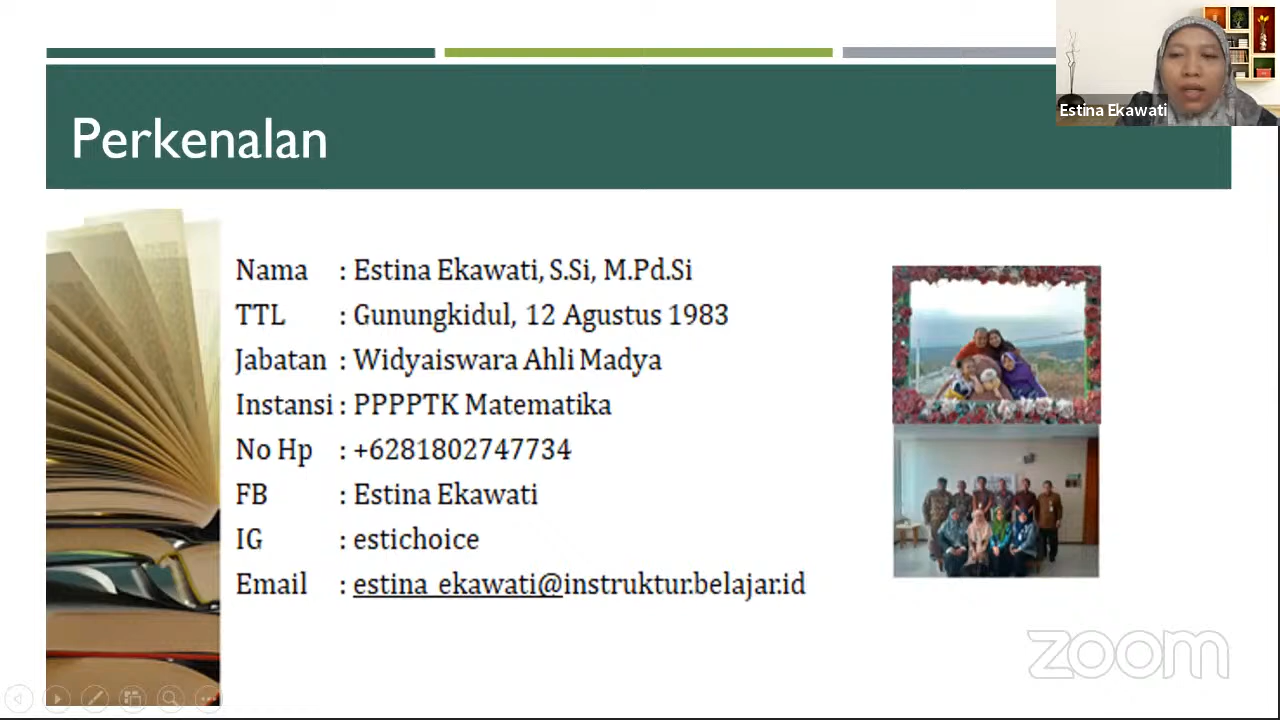 Estina Ekawati
Perkenalan
Nama : Estina Ekawati, S.Si, M.Pd.Si
TTL : Gunungkidul, 12 Agustus 1983
Jabatan : Widyaiswara Ahli Madya
Instansi : PPPPTK Matematika
No Hp : +6281802747734
FB : Estina Ekawati
IG : estichoice
Email : estina_ekawati@instruktur.belajar.id
zoom